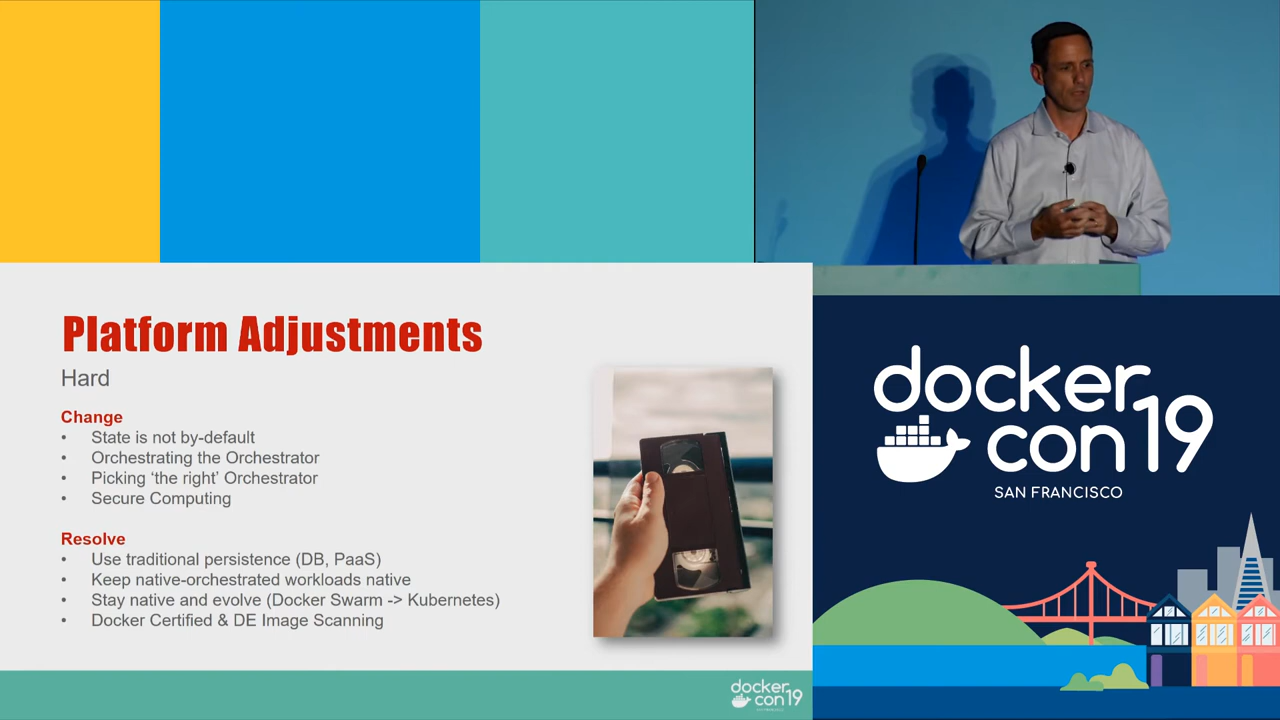 Platform Adjustments
Hard
Change
• State is not by-default
• Orchestrating the Orchestrator
• Picking ‘the right’ Orchestrator
• Secure Computing
Resolve
• Use traditional persistence (DB, PaaS)
• Keep native-orchestrated workloads native
• Stay native and evolve (Docker Swarm -> Kubernetes)
• Docker Certified & DE Image Scanning
docker
con19
SAN FRANCISCO
docker
con19
SAN FRANCISCO